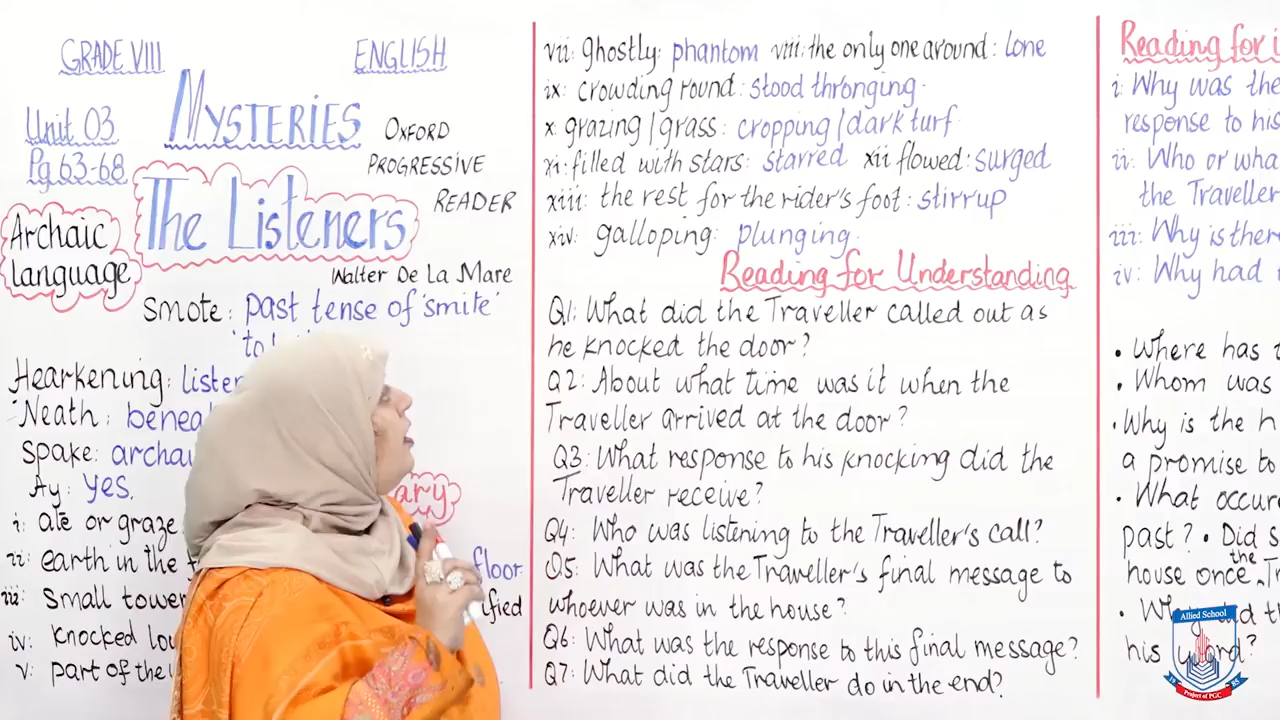 GRADE VIII
ENGLISH
Unit 03
Pg 63-68
MYSTERIES
OXFORD
PROGRESSIVE
READER
Archaic
Language
The Listeners
Walter De La Mare
Smote: past tense of 'smite'
Hearkening: listen
'Neath: beneath
Spake: archaic
Ay: yes.
i: ate or graze
ii: earth in the
floor.
iii: small tower
iv: knocked
v: part of the
vii: ghostly: phantom viii: the only one around: lone
ix: crowding round: stood thronging.
x: grazing/grass: cropping/dark turf
xi: filled with stars: starred xii flowed: surged
xiii: the rest for the rider's foot: stirrup
xiv: galloping: plunging.
Reading for Understanding
Q1: What did the Traveller called out as
he knocked the door?
Q2: About what time was it when the
Traveller arrived at the door?
Q3: What response to his knocking did the
Traveller receive?
Q4: Who was listening to the Traveller's call?
Q5: What was the Traveller's final message to
whoever was in the house?
Q6: What was the response to this final message?
Q7: What did the Traveller do in the end?
Reading for i
i: Why was the
response to his
ii: Who or wha
the Traveller
iii: Why is ther
iv: Why had
• Where has
• Whom was
• Why is the h
a promise to
• What occur
past? • Did s
house once the Tr
his word?
Allied School
1985
Project of PGC